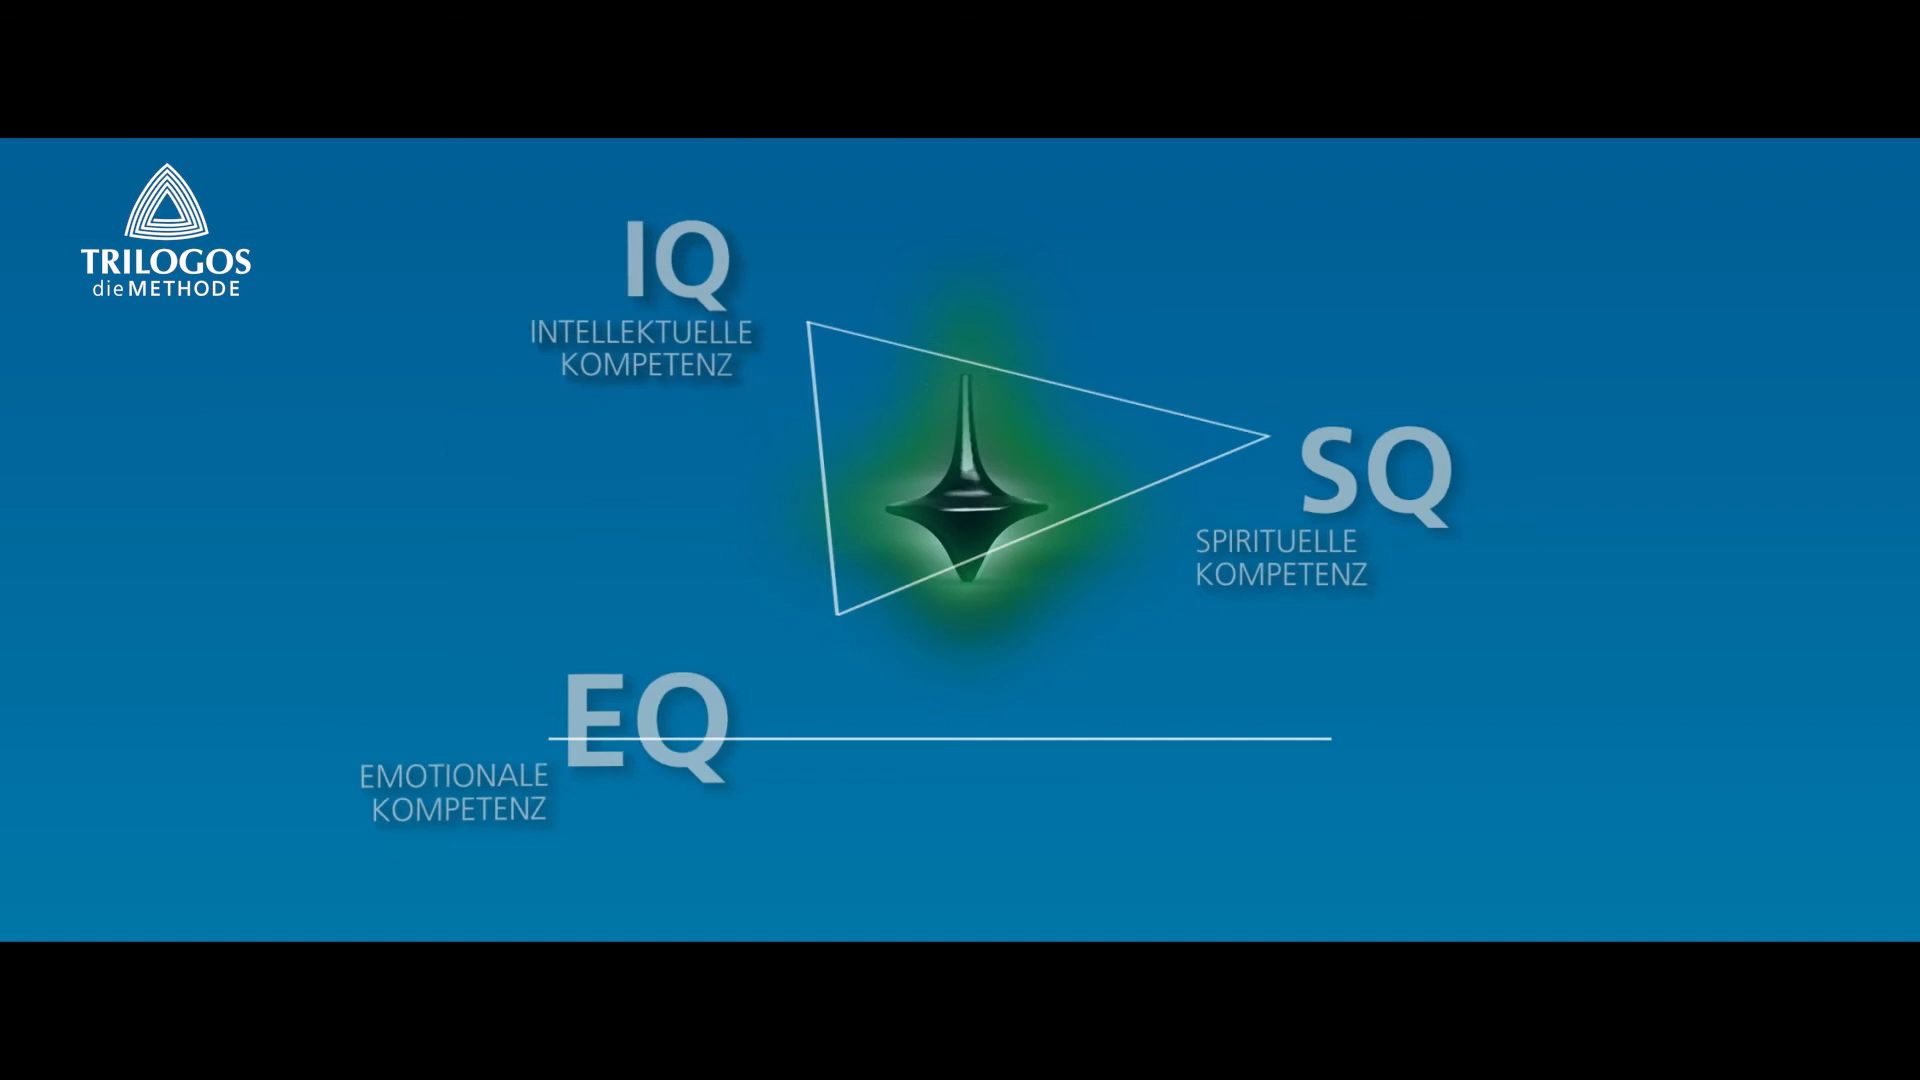 TRILOGOS
dieMETHODE
IQ
INTELLEKTUELLE
KOMPETENZ
SQ
SPIRITUELLE
KOMPETENZ
EQ
EMOTIONALE
KOMPETENZ